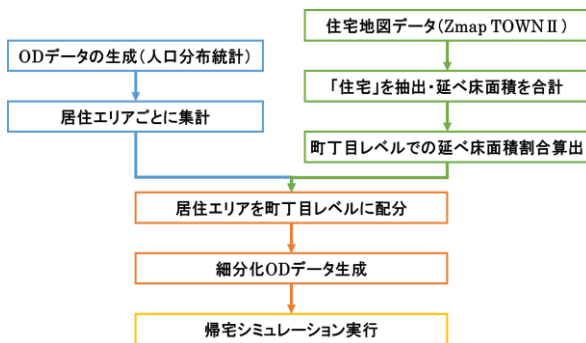 住宅地図データ（Zmap TOWNⅡ）
ODデータの生成（人口分布統計）
「住宅」を抽出・延べ床面積を合計
居住エリアごとに集計
町丁目レベルでの延べ床面積割合算出
居住エリアを町丁目レベルに配分
細分化ODデータ生成
帰宅シミュレーション実行